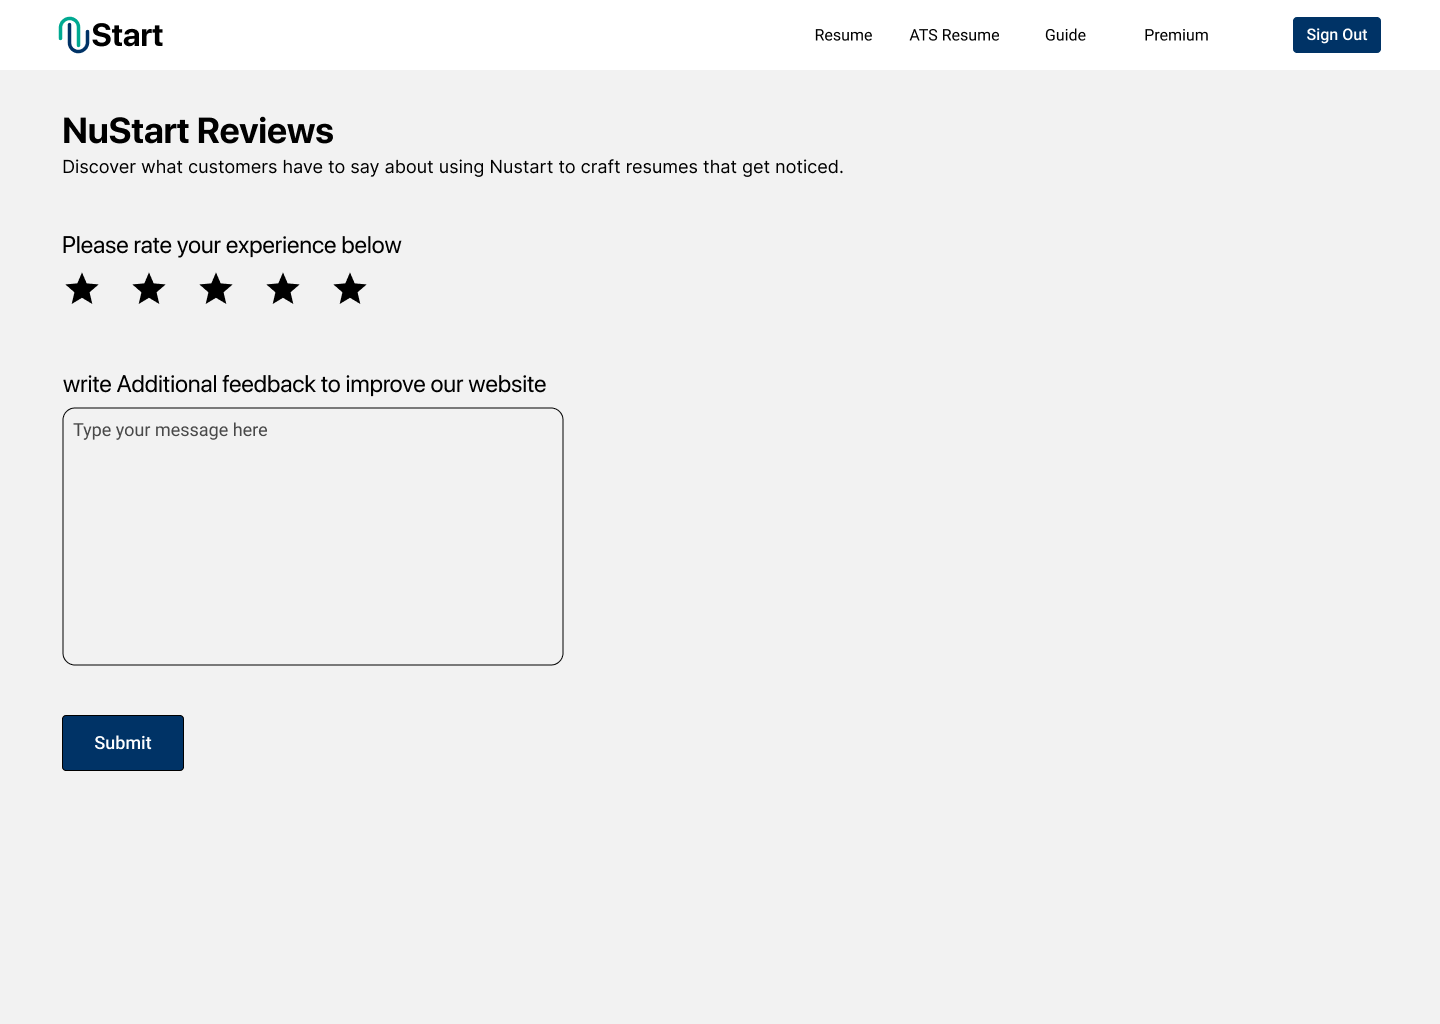 NuStart
Resume
ATS Resume
Guide
Premium
Sign Out
NuStart Reviews
Discover what customers have to say about using Nustart to craft resumes that get noticed.
Please rate your experience below
write Additional feedback to improve our website
Type your message here
Submit